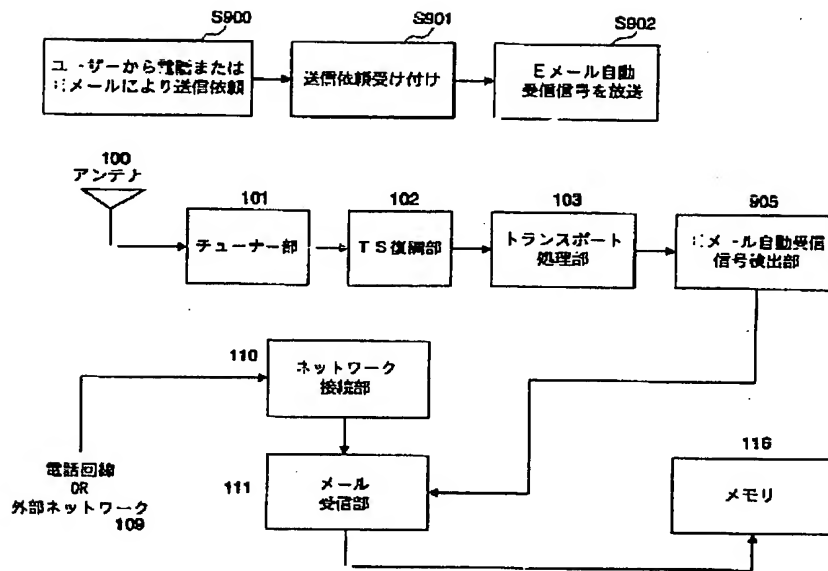 S900
S901
S902
ユーザーから電話または
Eメールにより送信依頼
送信依頼受け付け
Eメール自動
受信信号を放送
100
アンテナ
101
102
103
905
チューナー部
TS復調部
トランスポート
処理部
Eメール自動受信
信号検出部
110
ネットワーク
接続部
電話回線
OR
外部ネットワーク
109
111
メール
受信部
116
メモリ